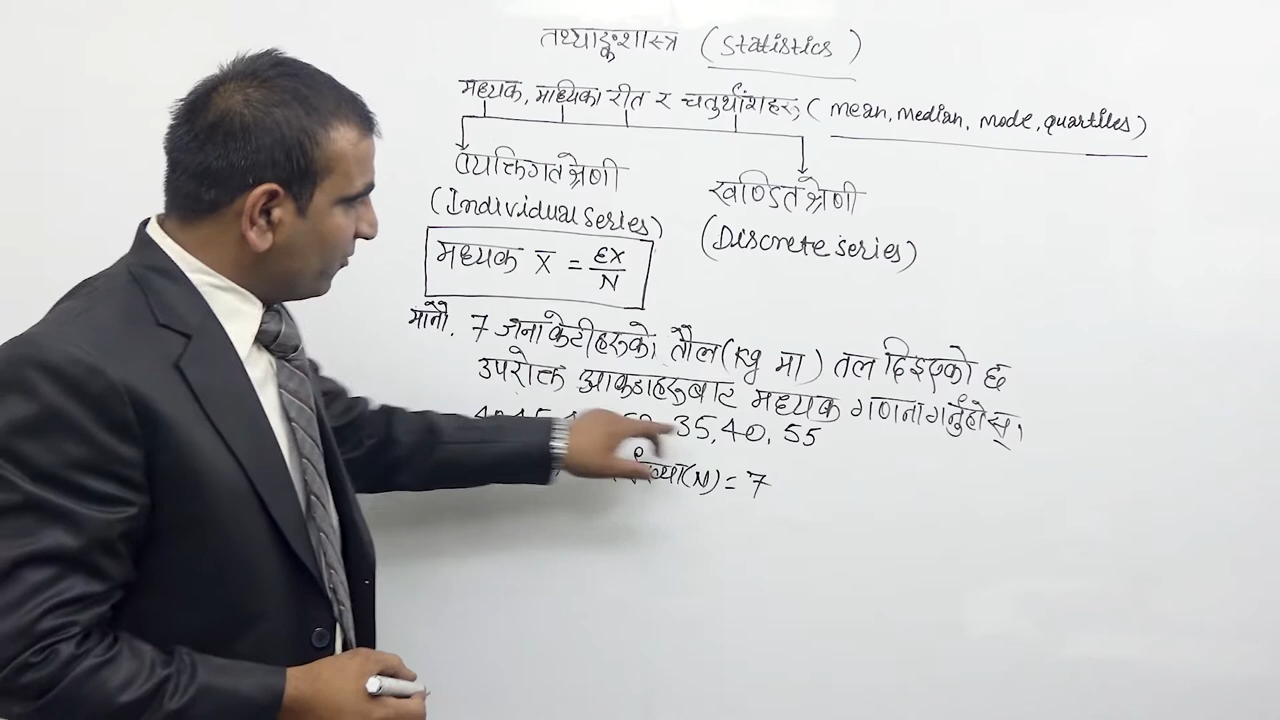 तथ्याङ्कशास्त्र (Statistics)
मध्यक, माध्यिका रीत र चतुर्थांशहरु (mean, median, mode, quartiles)
व्यक्तिगत श्रेणी
(Individual series)
खण्डित श्रेणी
(Discrete series)
मध्यक X̄ = ΣX/N
मानौ. 7 जना केटीहरुको तौल (kg मा) तल दिइएको छ
उपरोक्त आकडाहरुबाट मध्यक गणना गर्नुहोस् ।
35, 40, 55
(N) = 7